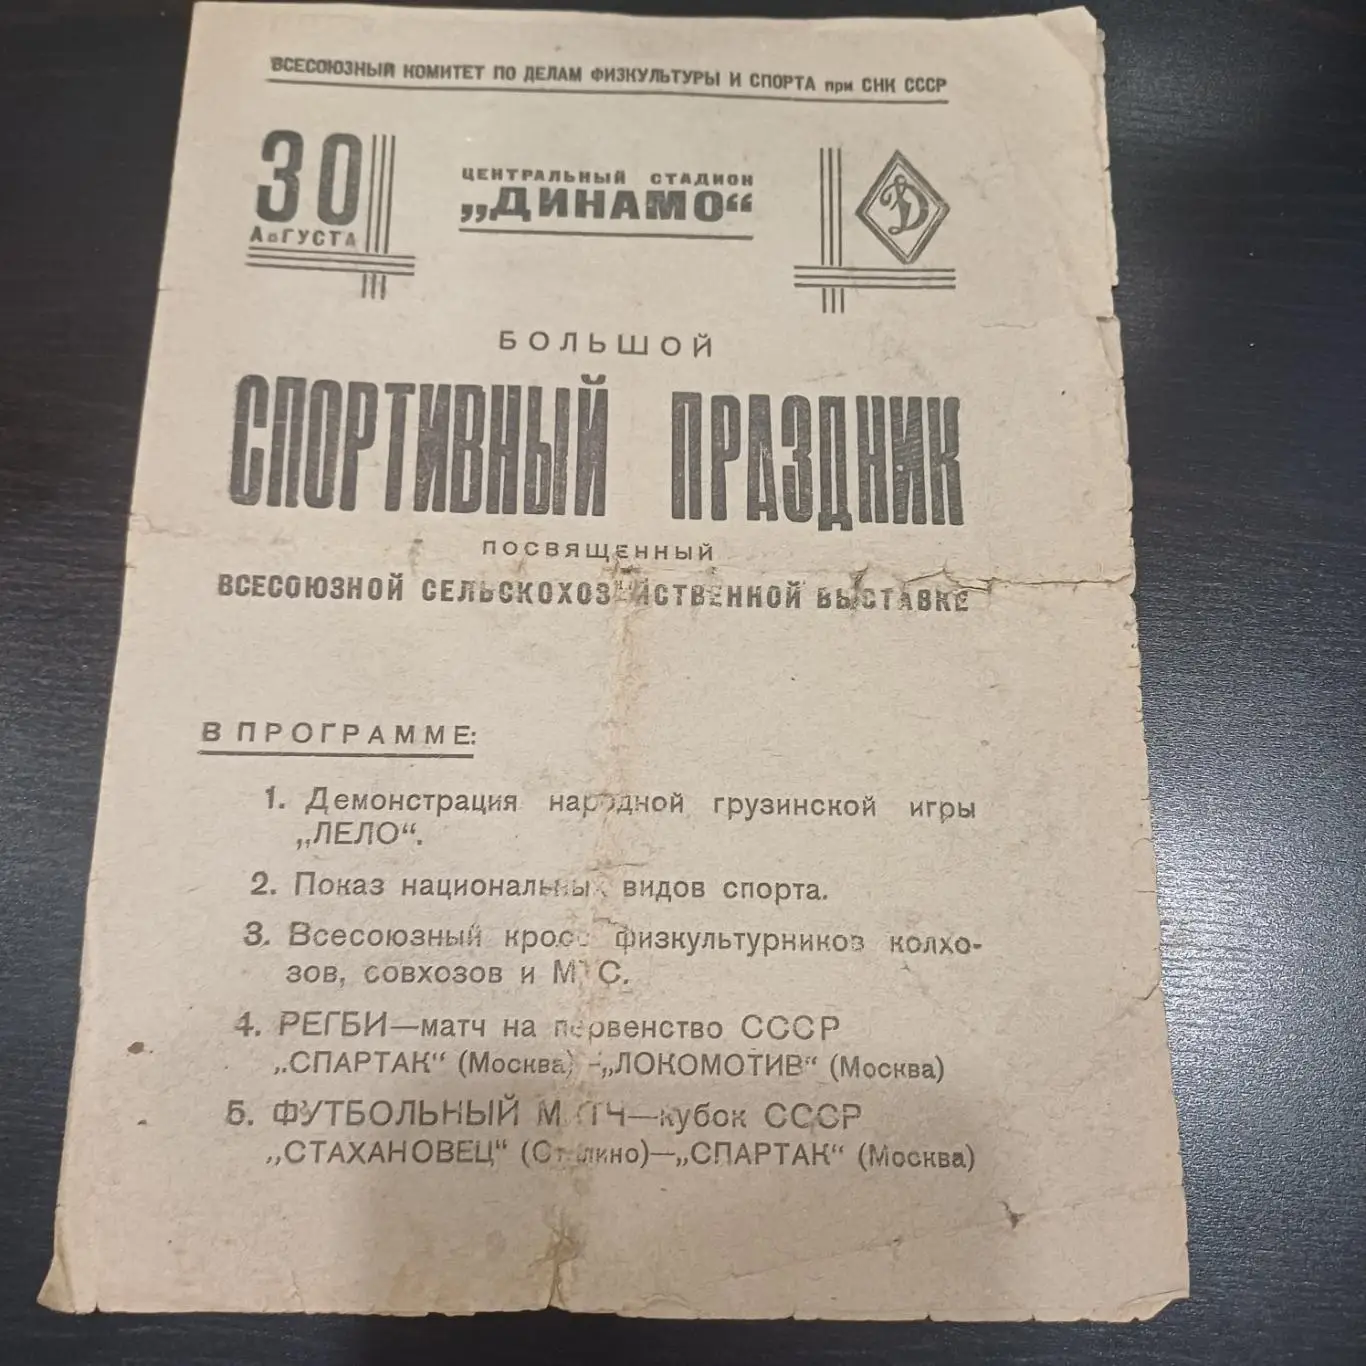 ВСЕСОЮЗНЫЙ КОМИТЕТ ПО ДЕЛАМ ФИЗКУЛЬТУРЫ И СПОРТА при СНК СССР
30
АвГУСТА
ЦЕНТРАЛЬНЫЙ СТАДИОН
„ДИНАМО“
Д
БОЛЬШОЙ
СПОРТИВНЫЙ ПРАЗДНИК
ПОСВЯЩЕННЫЙ
ВСЕСОЮЗНОЙ СЕЛЬСКОХОЗЯЙСТВЕННОЙ ВЫСТАВКЕ
В ПРОГРАММЕ:
1. Демонстрация народной грузинской игры
„ЛЕЛО“.
2. Показ национальных видов спорта.
3. Всесоюзный кросс физкультурников колхо-
зов, совхозов и МТС.
4. РЕГБИ—матч на первенство СССР
„СПАРТАК“ (Москва) -„ЛОКОМОТИВ“ (Москва)
5. ФУТБОЛЬНЫЙ МАТЧ—кубок СССР
„СТАХАНОВЕЦ“ (Сталино)—„СПАРТАК“ (Москва)